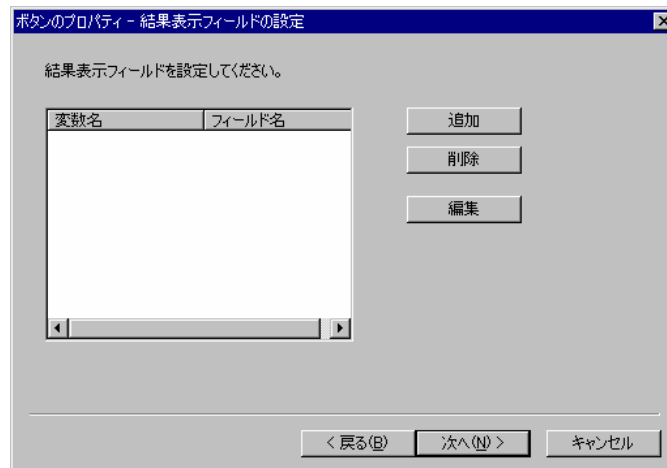 ボタンのプロパティ - 結果表示フィールドの設定
結果表示フィールドを設定してください。
変数名 フィールド名
追加
削除
編集
< 戻る(B) 次へ(N) > キャンセル